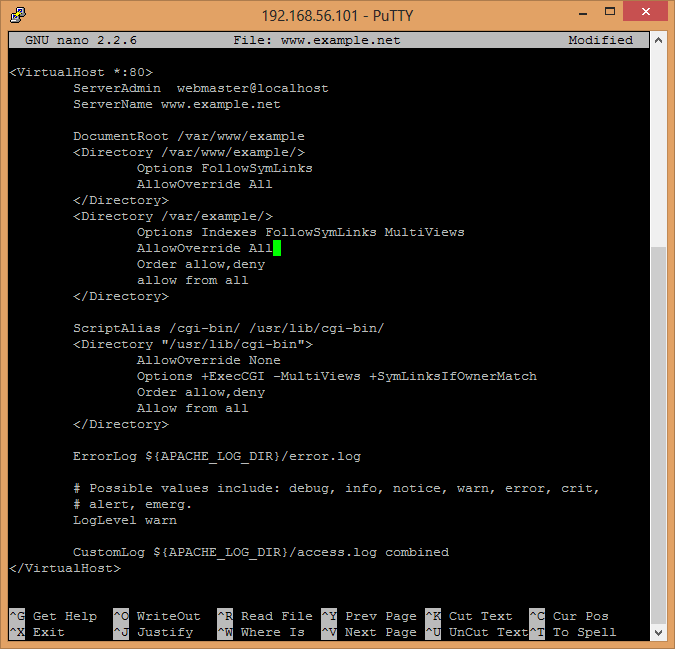 192.168.56.101 - PuTTY
GNU nano 2.2.6 File: www.example.net Modified
<VirtualHost *:80>
ServerAdmin webmaster@localhost
ServerName www.example.net
DocumentRoot /var/www/example
<Directory /var/www/example/>
Options FollowSymLinks
AllowOverride All
</Directory>
<Directory /var/example/>
Options Indexes FollowSymLinks MultiViews
AllowOverride All
Order allow,deny
allow from all
</Directory>
ScriptAlias /cgi-bin/ /usr/lib/cgi-bin/
<Directory "/usr/lib/cgi-bin">
AllowOverride None
Options +ExecCGI -MultiViews +SymLinksIfOwnerMatch
Order allow,deny
Allow from all
</Directory>
ErrorLog ${APACHE_LOG_DIR}/error.log
# Possible values include: debug, info, notice, warn, error, crit,
# alert, emerg.
LogLevel warn
CustomLog ${APACHE_LOG_DIR}/access.log combined
</VirtualHost>
^G Get Help ^O WriteOut ^R Read File ^Y Prev Page ^K Cut Text ^C Cur Pos
^X Exit ^J Justify ^W Where Is ^V Next Page ^U UnCut Text ^T To Spell